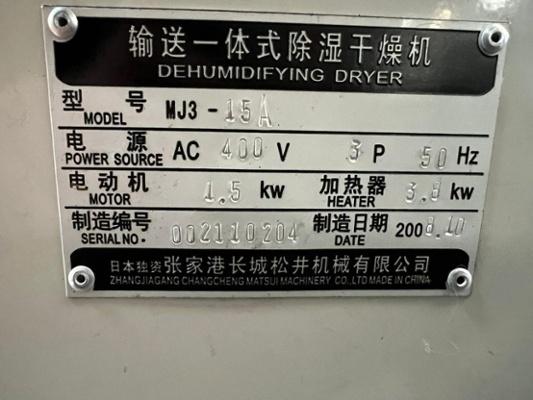 输送一体式除湿干燥机
DEHUMIDIFYING DRYER
型 号 MJ3-15A
MODEL
电 源 AC 400 V 3 P 50 Hz
POWER SOURCE
电动机 1.5 kw 加热器 3.8 kw
MOTOR HEATER
制造编号 002110204 制造日期 2008.10
SERIAL NO. DATE
日本独资 张家港长城松井机械有限公司
ZHANGJIAGANG CHANGCHENG MATSUI MACHINERY CO.,LTD MADE IN CHINA